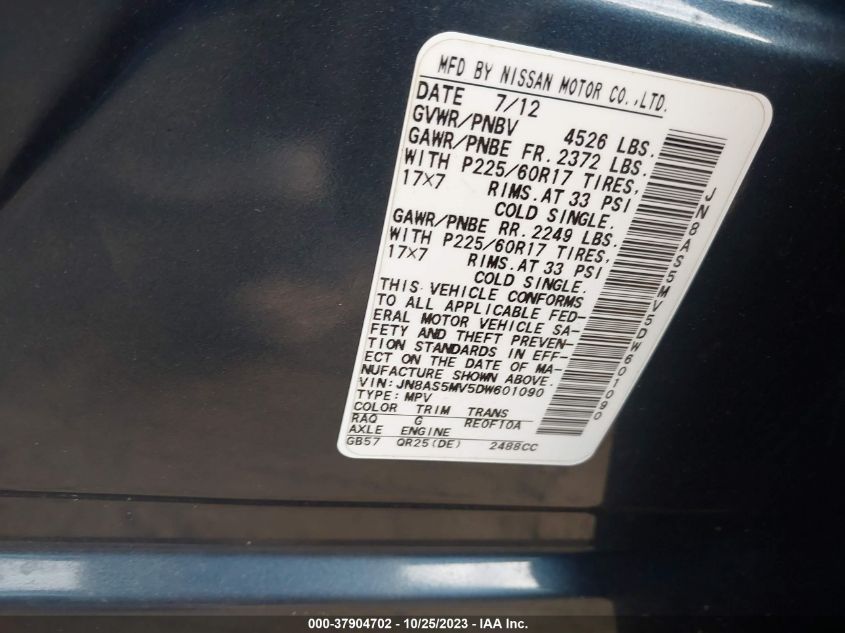 MFD BY NISSAN MOTOR CO.,LTD.
DATE 7/12
GVWR/PNBV 4526 LBS.
GAWR/PNBE FR. 2372 LBS.
WITH P225/60R17 TIRES,
17×7 RIMS.AT 33 PSI
COLD SINGLE.
GAWR/PNBE RR. 2249 LBS.
WITH P225/60R17 TIRES,
17×7 RIMS.AT 33 PSI
COLD SINGLE.
THIS VEHICLE CONFORMS
TO ALL APPLICABLE FED-
ERAL MOTOR VEHICLE SA-
FETY AND THEFT PREVEN-
TION STANDARDS IN EFF-
ECT ON THE DATE OF MA-
NUFACTURE SHOWN ABOVE.
VIN: JN8AS5MV5DW601090
TYPE: MPV
COLOR TRIM TRANS
RAQ G RE0F10A
AXLE ENGINE
GB57 QR25(DE) 2488CC
JN8AS5MV5DW601090
000-37904702 - 10/25/2023 - IAA Inc.